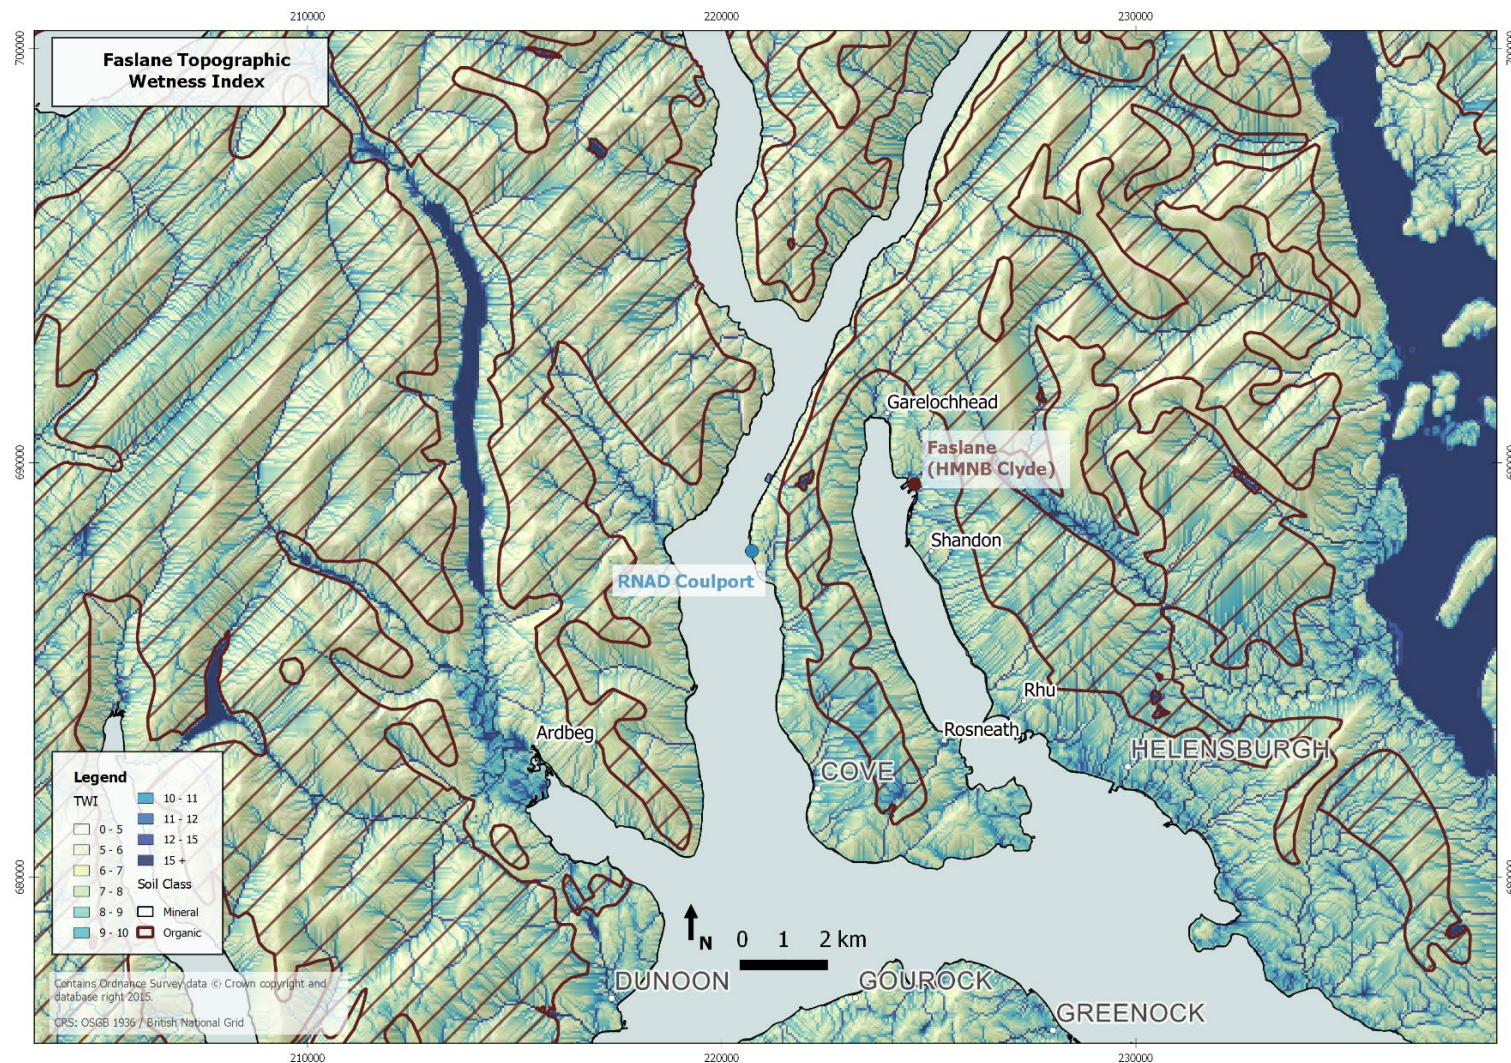 210000
220000
230000
700000
700000
Faslane Topographic
Wetness Index
Garelochhead
Faslane
(HMNB Clyde)
690000
690000
Shandon
RNAD Coulport
Rhu
Ardbeg
Rosneath
HELENSBURGH
COVE
Legend
TWI
0 - 5
5 - 6
6 - 7
7 - 8
8 - 9
9 - 10
10 - 11
11 - 12
12 - 15
15 +
Soil Class
Mineral
Organic
680000
680000
N
0 1 2 km
DUNOON
GOUROCK
GREENOCK
Contains Ordnance Survey data © Crown copyright and
database right 2015.
CRS: OSGB 1936 / British National Grid
210000
220000
230000